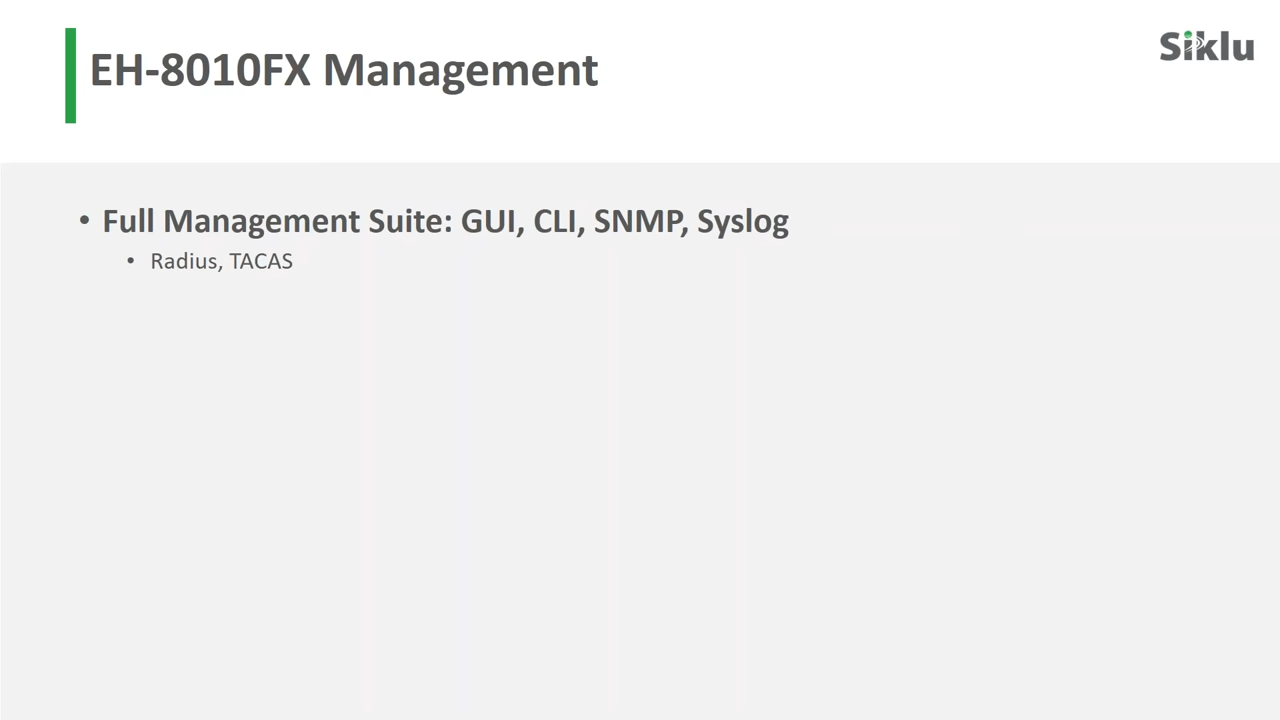 EH-8010FX Management
Siklu
• Full Management Suite: GUI, CLI, SNMP, Syslog
• Radius, TACAS